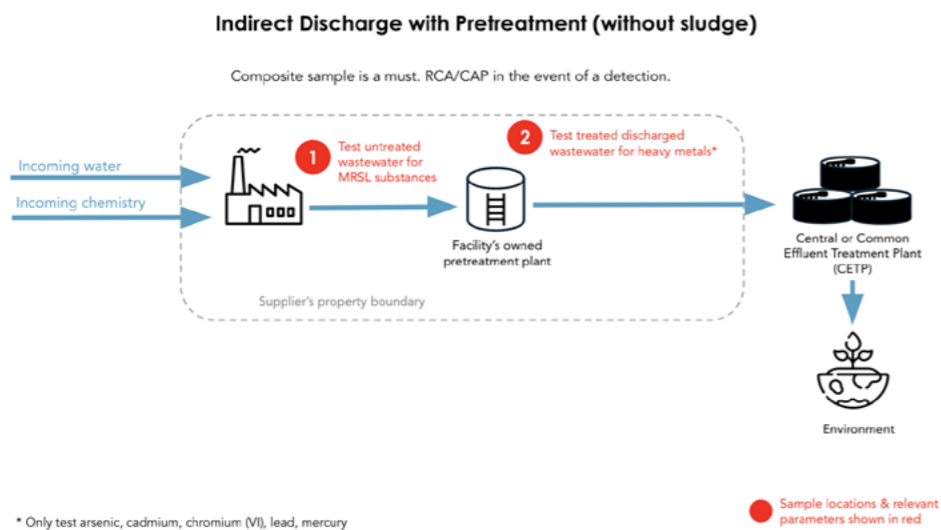 Indirect Discharge with Pretreatment (without sludge)
Composite sample is a must. RCA/CAP in the event of a detection.
Incoming water
Incoming chemistry
1
Test untreated
wastewater for
MRSL substances
2
Test treated discharged
wastewater for heavy metals*
Facility's owned
pretreatment plant
Supplier's property boundary
Central or Common
Effluent Treatment Plant
(CETP)
Environment
* Only test arsenic, cadmium, chromium (VI), lead, mercury
Sample locations & relevant
parameters shown in red